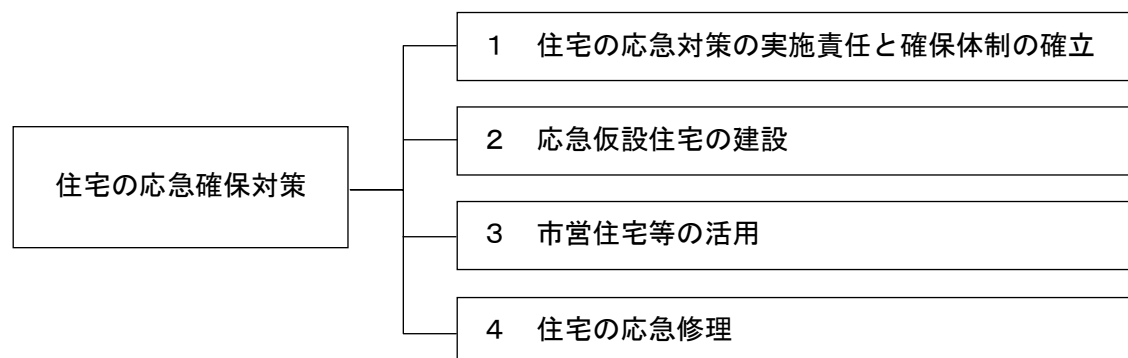 住宅の応急確保対策
１　住宅の応急対策の実施責任と確保体制の確立
２　応急仮設住宅の建設
３　市営住宅等の活用
４　住宅の応急修理